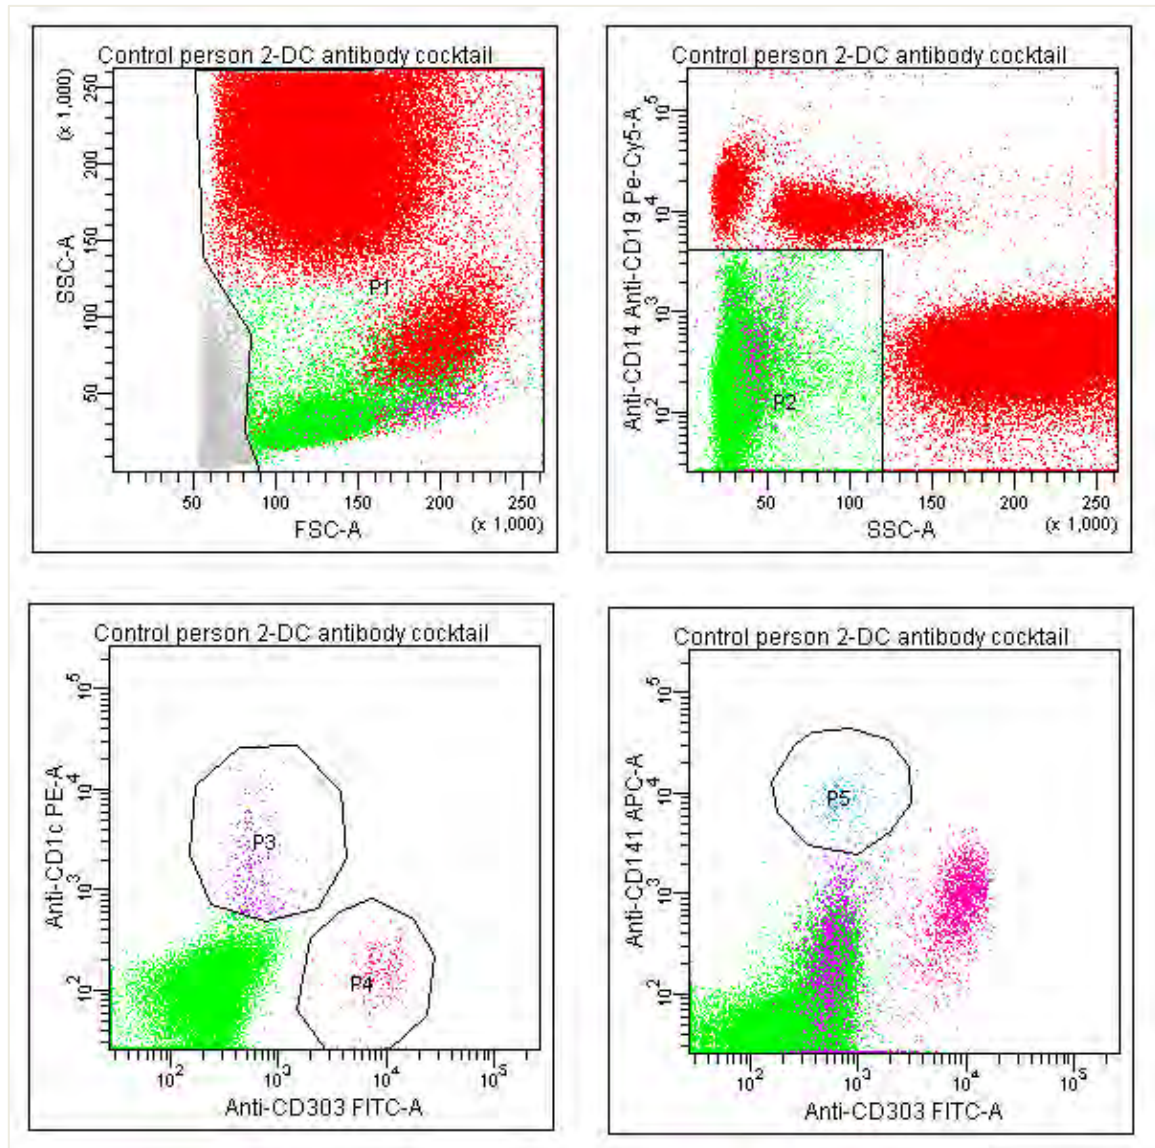 Control person 2-DC antibody cocktail
(x 1,000)
250
200
150
100
50
SSC-A
P1
50 100 150 200 250
FSC-A (x 1,000)
Control person 2-DC antibody cocktail
Anti-CD14 Anti-CD19 Pe-Cy5-A
10^5
10^4
10^3
10^2
P2
50 100 150 200 250
SSC-A (x 1,000)
Control person 2-DC antibody cocktail
Anti-CD1c PE-A
10^5
10^4
10^3
10^2
P3
P4
10^2 10^3 10^4 10^5
Anti-CD303 FITC-A
Control person 2-DC antibody cocktail
Anti-CD141 APC-A
10^5
10^4
10^3
10^2
P5
10^2 10^3 10^4 10^5
Anti-CD303 FITC-A